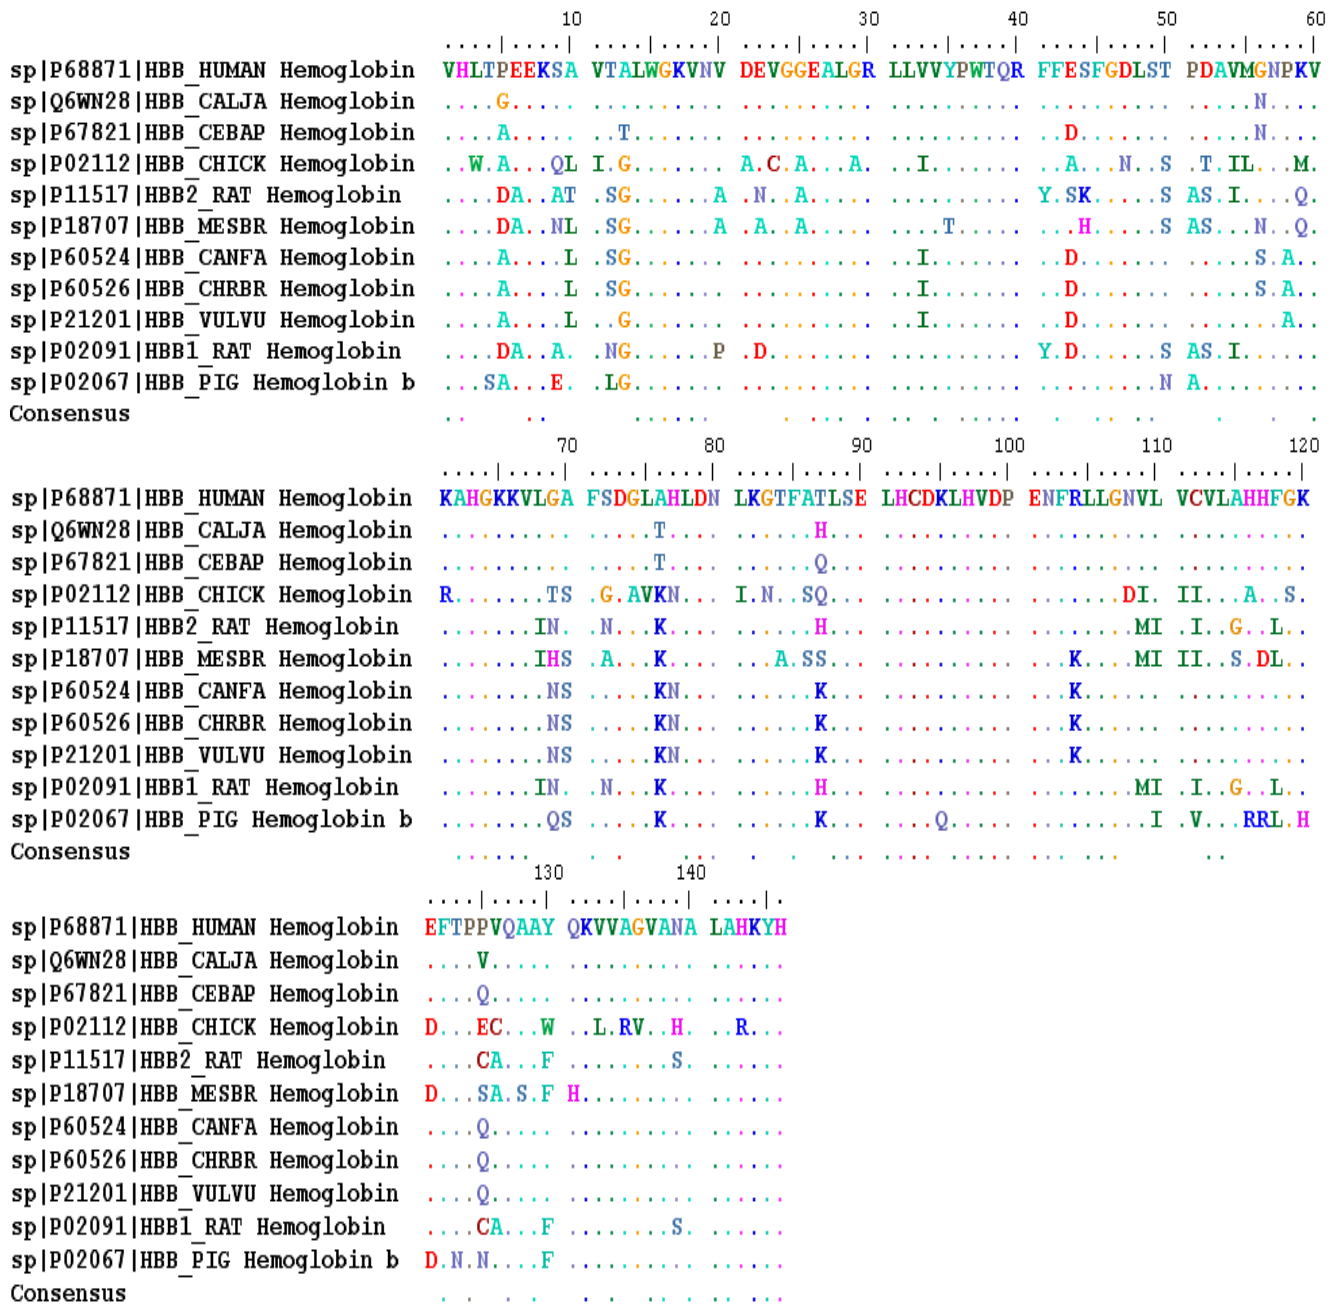 10 20 30 40 50 60
sp|P68871|HBB_HUMAN Hemoglobin VHLTPEEKSA VTALWGKVNV DEVGGEALGR LLVVYPWTQR FFESFGDLST PDAVMGNPKV
sp|Q6WN28|HBB_CALJA Hemoglobin ....G..... .......... .......... .......... .......... .....N....
sp|P67821|HBB_CEBAP Hemoglobin ....A..... ..T....... .......... .......... ..D....... .....N....
sp|P02112|HBB_CHICK Hemoglobin ..W.A...QL I.G....... A.C.A...A. ..I....... ..A...N..S .T.IL...M.
sp|P11517|HBB2_RAT Hemoglobin ....DA..AT .SG......A .N..A..... .......... Y.SK.....S AS.I....Q.
sp|P18707|HBB_MESBR Hemoglobin ....DA..NL .SG......A .A..A..... ....T..... ...H.....S AS...N..Q.
sp|P60524|HBB_CANFA Hemoglobin ....A....L ..G....... .......... ..I....... ..D....... .....S.A..
sp|P60526|HBB_CHRBR Hemoglobin ....A....L .SG....... .......... ..I....... ..D....... .....S.A..
sp|P21201|HBB_VULVU Hemoglobin ....A....L ..G....... .......... ..I....... ..D....... .......A..
sp|P02091|HBB1_RAT Hemoglobin ....DA..A. .NG......P .D........ .......... Y.D......S AS.I......
sp|P02067|HBB_PIG Hemoglobin b ...SA...E. .LG....... .......... .......... .........N A.........
Consensus
70 80 90 100 110 120
sp|P68871|HBB_HUMAN Hemoglobin KAHGKKVLGA FSDGLAHLDN LKGTFATLSE LHCDKLHVDP ENFRLLGNVL VCVLAHHFGK
sp|Q6WN28|HBB_CALJA Hemoglobin .......... .....T.... ......H... .......... .......... ..........
sp|P67821|HBB_CEBAP Hemoglobin .......... .....T.... ......Q... .......... .......... ..........
sp|P02112|HBB_CHICK Hemoglobin R.......TS .G.AVKN... I.N..SQ... .......... .......DI. II...A..S.
sp|P11517|HBB2_RAT Hemoglobin .......IN. .N...K.... ......H... .......... ........MI .I..G..L..
sp|P18707|HBB_MESBR Hemoglobin .......IHS .A...K.... ...A.SS... .......... ...K....MI II..S.DL..
sp|P60524|HBB_CANFA Hemoglobin ........NS .....KN... ......K... .......... ...K...... ..........
sp|P60526|HBB_CHRBR Hemoglobin ........NS .....K.... ......K... .......... ...K...... ..........
sp|P21201|HBB_VULVU Hemoglobin ........NS .....KN... ......K... .......... ...K...... ..........
sp|P02091|HBB1_RAT Hemoglobin .......IN. .N...K.... ......H... .......... ........MI .I..G..L..
sp|P02067|HBB_PIG Hemoglobin b ........QS .....K.... ......K... ....Q..... .........I .V...RRL.H
Consensus
130 140
sp|P68871|HBB_HUMAN Hemoglobin EFTPPVQAAY QKVVAGVANA LAHKYH
sp|Q6WN28|HBB_CALJA Hemoglobin ....V..... .......... ......
sp|P67821|HBB_CEBAP Hemoglobin ....Q..... .......... ......
sp|P02112|HBB_CHICK Hemoglobin D...EC...W ..L.RV..H. ..R...
sp|P11517|HBB2_RAT Hemoglobin ....CA...F ........S. ......
sp|P18707|HBB_MESBR Hemoglobin D...SA.S.F H......... ......
sp|P60524|HBB_CANFA Hemoglobin ....Q..... .......... ......
sp|P60526|HBB_CHRBR Hemoglobin ....Q..... .......... ......
sp|P21201|HBB_VULVU Hemoglobin ....Q..... .......... ......
sp|P02091|HBB1_RAT Hemoglobin ....CA...F ........S. ......
sp|P02067|HBB_PIG Hemoglobin b D.N.N....F .......... ......
Consensus